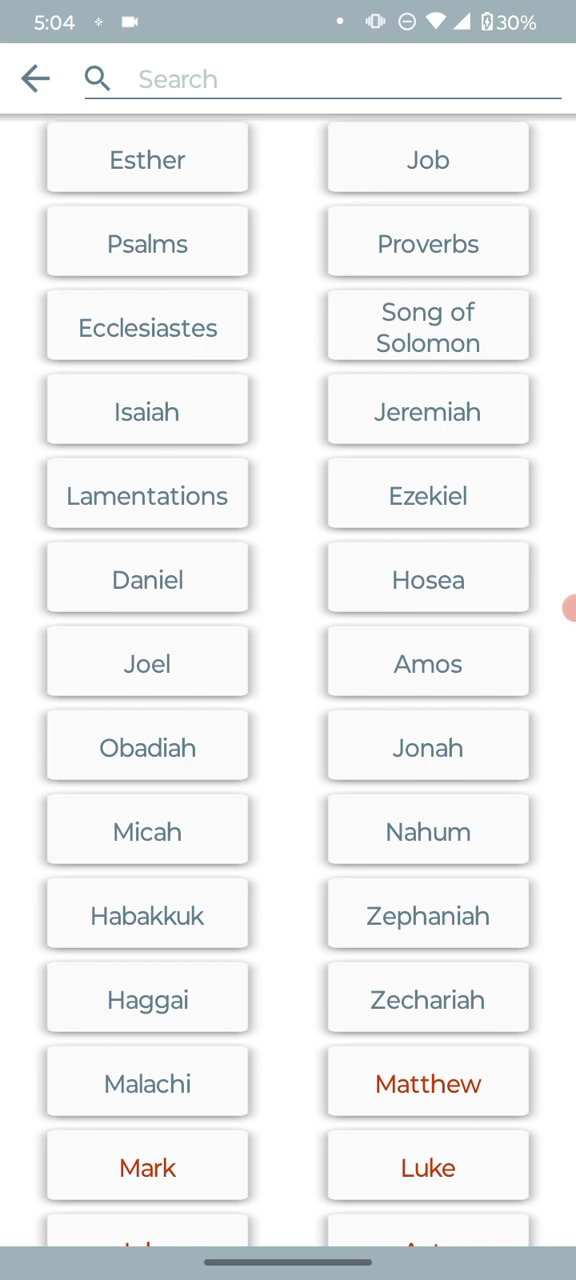 5:04
30%
Search
Esther
Job
Psalms
Proverbs
Ecclesiastes
Song of
Solomon
Isaiah
Jeremiah
Lamentations
Ezekiel
Daniel
Hosea
Joel
Amos
Obadiah
Jonah
Micah
Nahum
Habakkuk
Zephaniah
Haggai
Zechariah
Malachi
Matthew
Mark
Luke